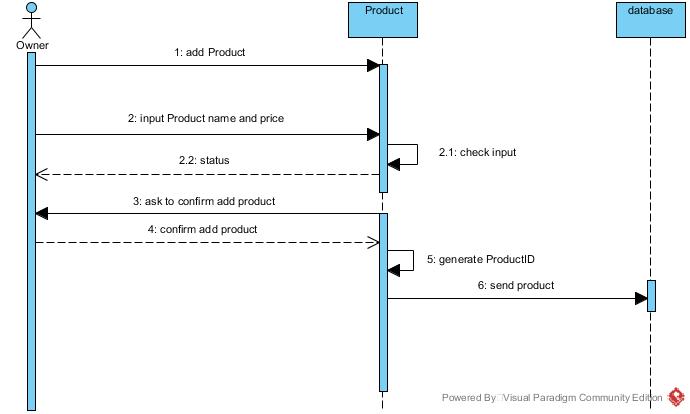 Product
database
Owner
1: add Product
2: input Product name and price
2.1: check input
2.2: status
3: ask to confirm add product
4: confirm add product
5: generate ProductID
6: send product
Powered By Visual Paradigm Community Edition